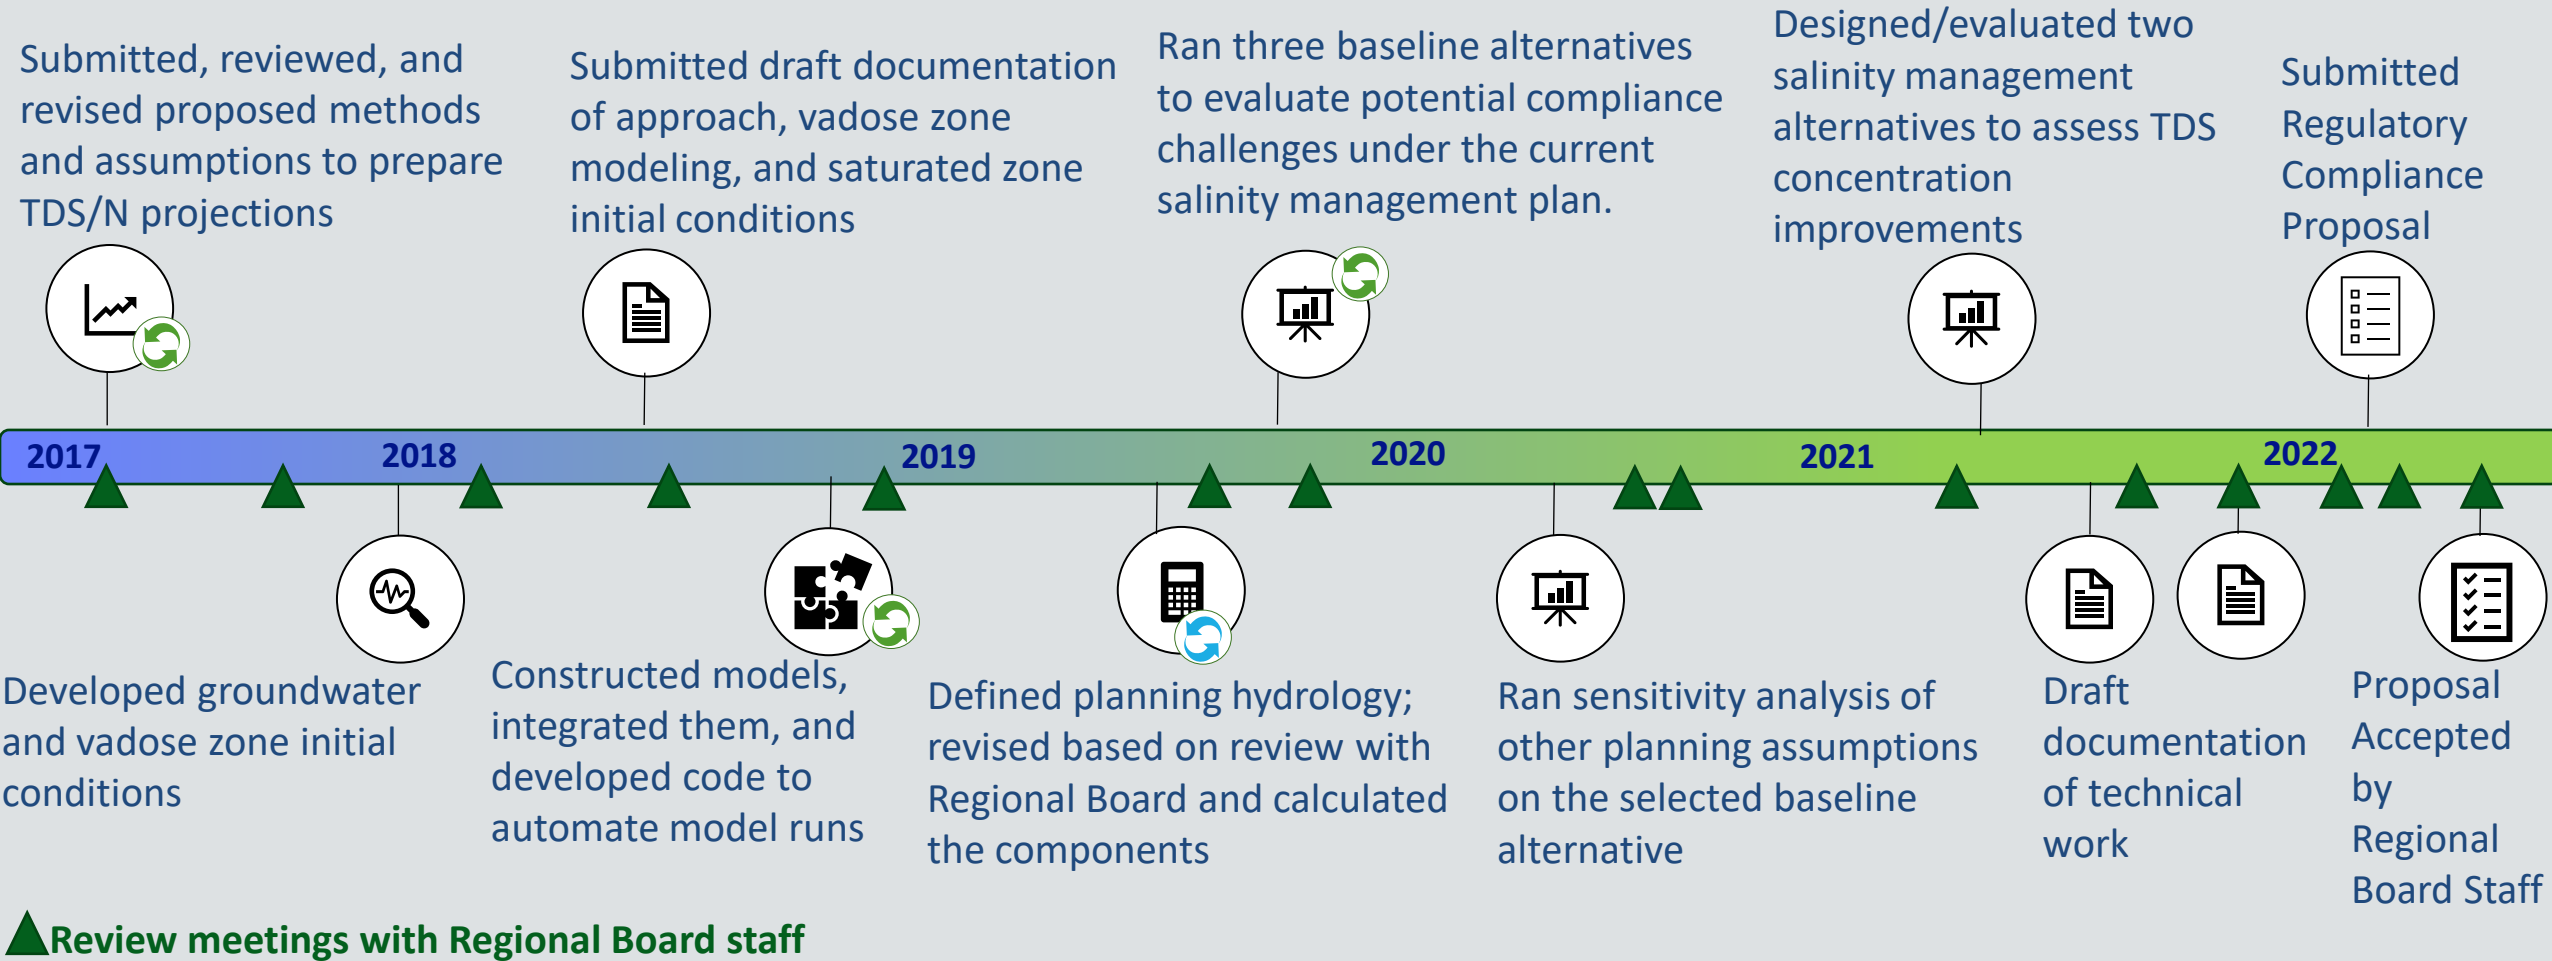 Submitted, reviewed, and
revised proposed methods
and assumptions to prepare
TDS/N projections
Submitted draft documentation
of approach, vadose zone
modeling, and saturated zone
initial conditions
Ran three baseline alternatives
to evaluate potential compliance
challenges under the current
salinity management plan.
Designed/evaluated two
salinity management
alternatives to assess TDS
concentration
improvements
Submitted
Regulatory
Compliance
Proposal
2017
2018
2019
2020
2021
2022
Developed groundwater
and vadose zone initial
conditions
Constructed models,
integrated them, and
developed code to
automate model runs
Defined planning hydrology;
revised based on review with
Regional Board and calculated
the components
Ran sensitivity analysis of
other planning assumptions
on the selected baseline
alternative
Draft
documentation
of technical
work
Proposal
Accepted
by
Regional
Board Staff
Review meetings with Regional Board staff